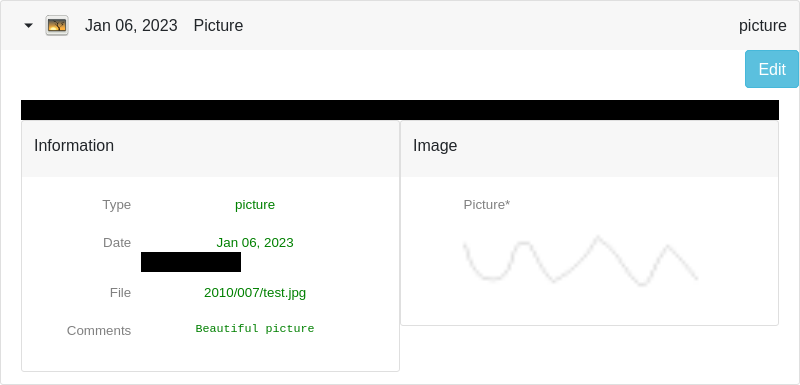 Jan 06, 2023 Picture picture
Edit
Information
Type picture
Date Jan 06, 2023
File 2010/007/test.jpg
Comments Beautiful picture
Image
Picture*